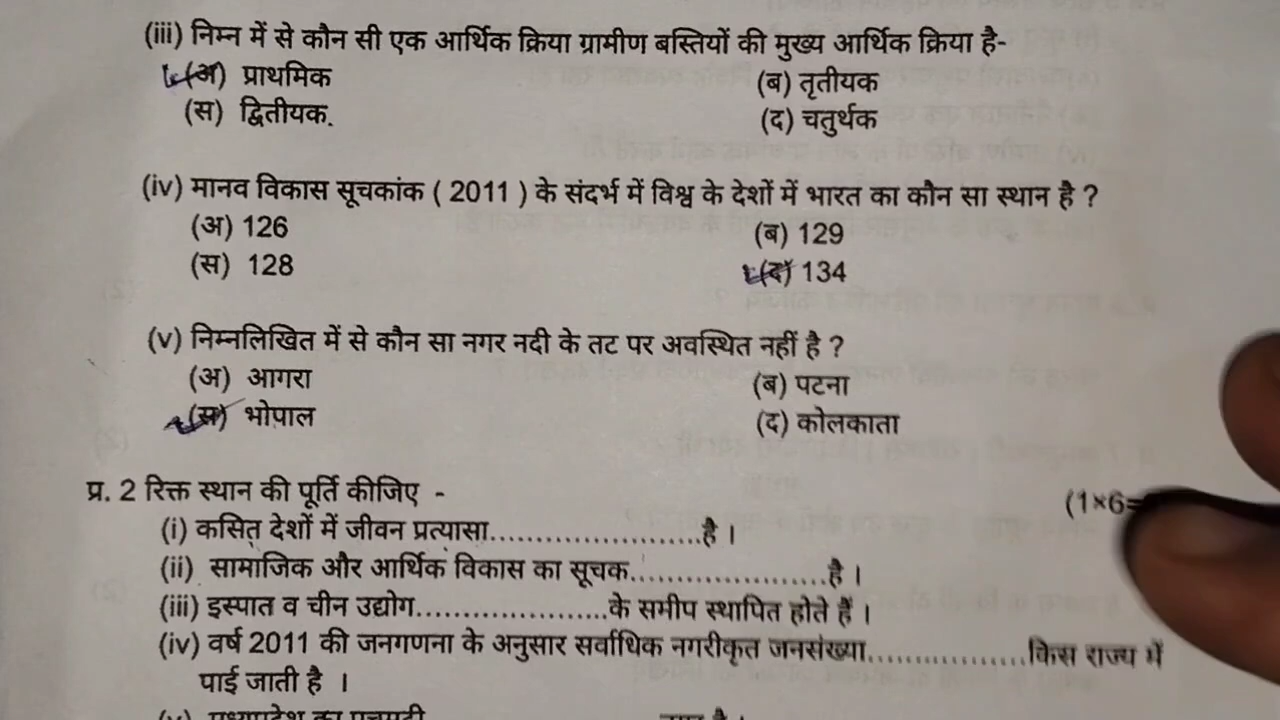 (iii) निम्न में से कौन सी एक आर्थिक क्रिया ग्रामीण बस्तियों की मुख्य आर्थिक क्रिया है-
(अ) प्राथमिक (ब) तृतीयक
(स) द्वितीयक. (द) चतुर्थक
(iv) मानव विकास सूचकांक ( 2011 ) के संदर्भ में विश्व के देशों में भारत का कौन सा स्थान है ?
(अ) 126 (ब) 129
(स) 128 (द) 134
(v) निम्नलिखित में से कौन सा नगर नदी के तट पर अवस्थित नहीं है ?
(अ) आगरा (ब) पटना
(स) भोपाल (द) कोलकाता
प्र. 2 रिक्त स्थान की पूर्ति कीजिए - (1×6=
(i) कसित् देशों में जीवन प्रत्यासा........................है ।
(ii) सामाजिक और आर्थिक विकास का सूचक......................है ।
(iii) इस्पात व चीन उद्योग.....................के समीप स्थापित होते हैं ।
(iv) वर्ष 2011 की जनगणना के अनुसार सर्वाधिक नगरीकृत जनसंख्या..................किस राज्य में
पाई जाती है ।